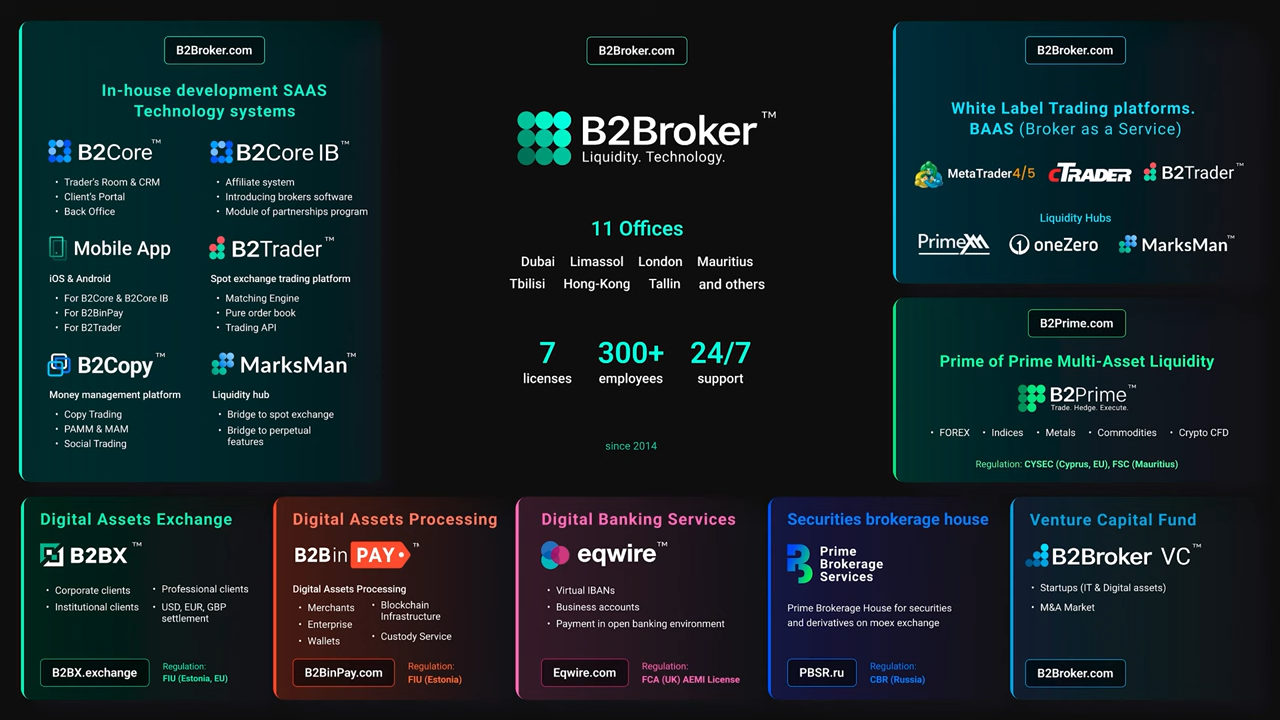 B2Broker.com
In-house development SAAS
Technology systems
B2Core™
• Trader's Room & CRM
• Client's Portal
• Back Office
B2Core IB™
• Affiliate system
• Introducing brokers software
• Module of partnerships program
Mobile App
iOS & Android
• For B2Core & B2Core IB
• For B2BinPay
• For B2Trader
B2Trader™
Spot exchange trading platform
• Matching Engine
• Pure order book
• Trading API
B2Copy™
Money management platform
• Copy Trading
• PAMM & MAM
• Social Trading
MarksMan™
Liquidity hub
• Bridge to spot exchange
• Bridge to perpetual
features
B2Broker.com
B2Broker™
Liquidity. Technology.
11 Offices
Dubai Limassol London Mauritius
Tbilisi Hong-Kong Tallin and others
7 300+ 24/7
licenses employees support
since 2014
B2Broker.com
White Label Trading platforms.
BAAS (Broker as a Service)
MetaTrader4/5 cTRADER B2Trader™
Liquidity Hubs
PrimeXM oneZero MarksMan™
B2Prime.com
Prime of Prime Multi-Asset Liquidity
B2Prime™
Trade. Hedge. Execute.
• FOREX • Indices • Metals • Commodities • Crypto CFD
Regulation: CYSEC (Cyprus, EU), FSC (Mauritius)
Digital Assets Exchange
B2BX™
• Corporate clients
• Institutional clients
• Professional clients
• USD, EUR, GBP
settlement
B2BX.exchange
Regulation:
FIU (Estonia, EU)
Digital Assets Processing
B2BinPAY™
Digital Assets Processing
• Merchants
• Enterprise
• Wallets
• Blockchain
Infrastructure
• Custody Service
B2BinPay.com
Regulation:
FIU (Estonia)
Digital Banking Services
eqwire™
• Virtual IBANs
• Business accounts
• Payment in open banking environment
Eqwire.com
Regulation:
FCA (UK) AEMI License
Securities brokerage house
Prime
Brokerage
Services
Prime Brokerage House for securities
and derivatives on moex exchange
PBSR.ru
Regulation:
CBR (Russia)
Venture Capital Fund
B2Broker VC™
• Startups (IT & Digital assets)
• M&A Market
B2Broker.com